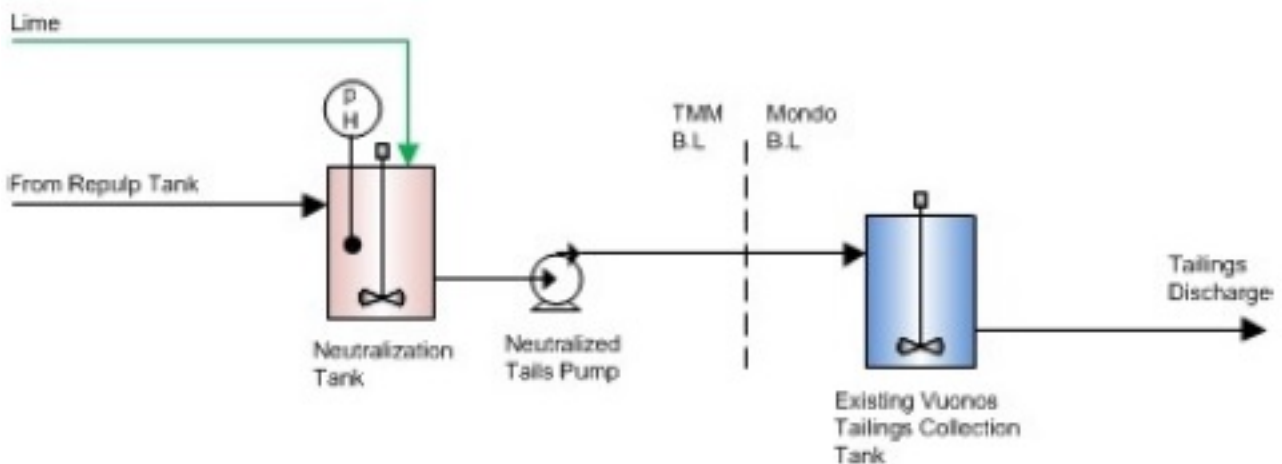 Lime
P
H
From Repulp Tank
TMM
B.L
Mondo
B.L
Tailings
Discharge
Neutralization
Tank
Neutralized
Tails Pump
Existing Vuonos
Tailings Collection
Tank